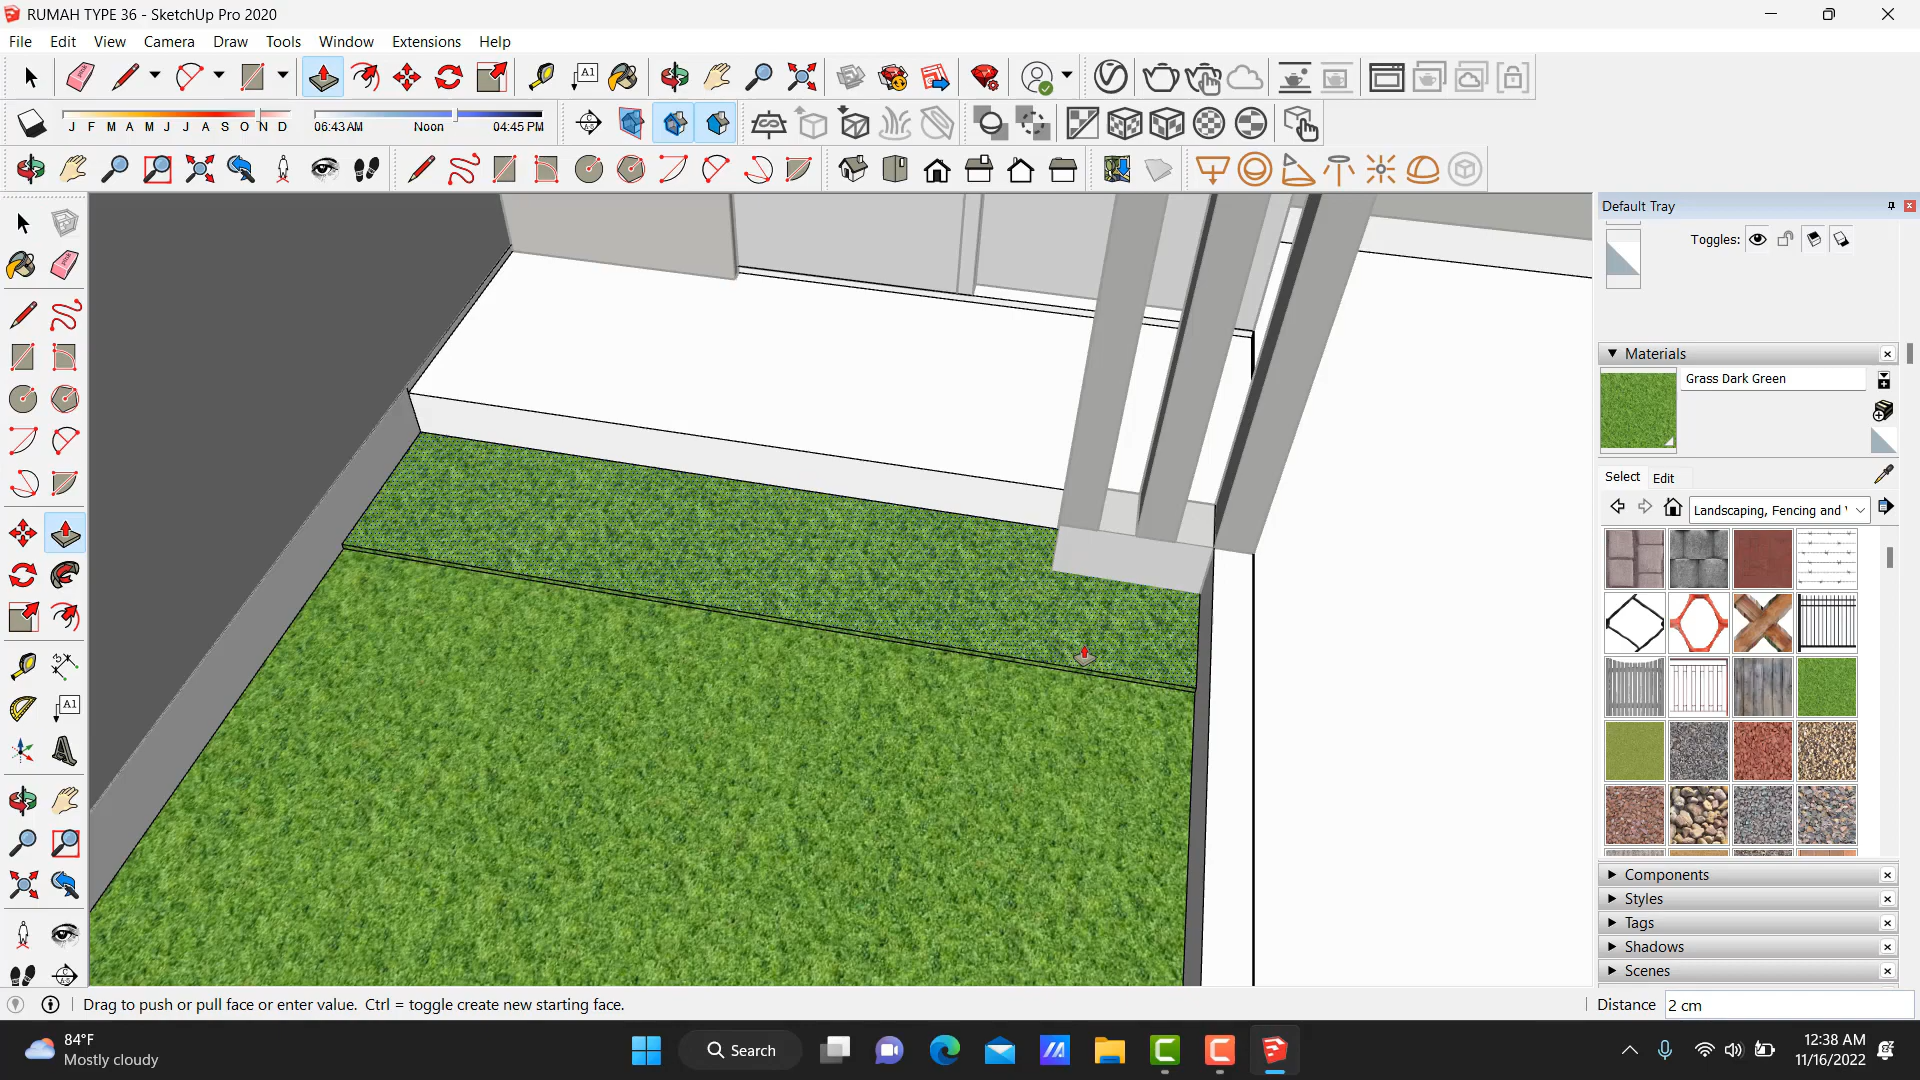 RUMAH TYPE 36 - SketchUp Pro 2020
File Edit View Camera Draw Tools Window Extensions Help
A1
J F M A M J J A S O N D
06:43 AM Noon 04:45 PM
Default Tray
Toggles:
Materials
Grass Dark Green
Select Edit
Landscaping, Fencing and
A1
Components
Styles
Tags
Shadows
Scenes
Drag to push or pull face or enter value. Ctrl = toggle create new starting face.
Distance 2 cm
84°F
Mostly cloudy
Search
12:38 AM
11/16/2022